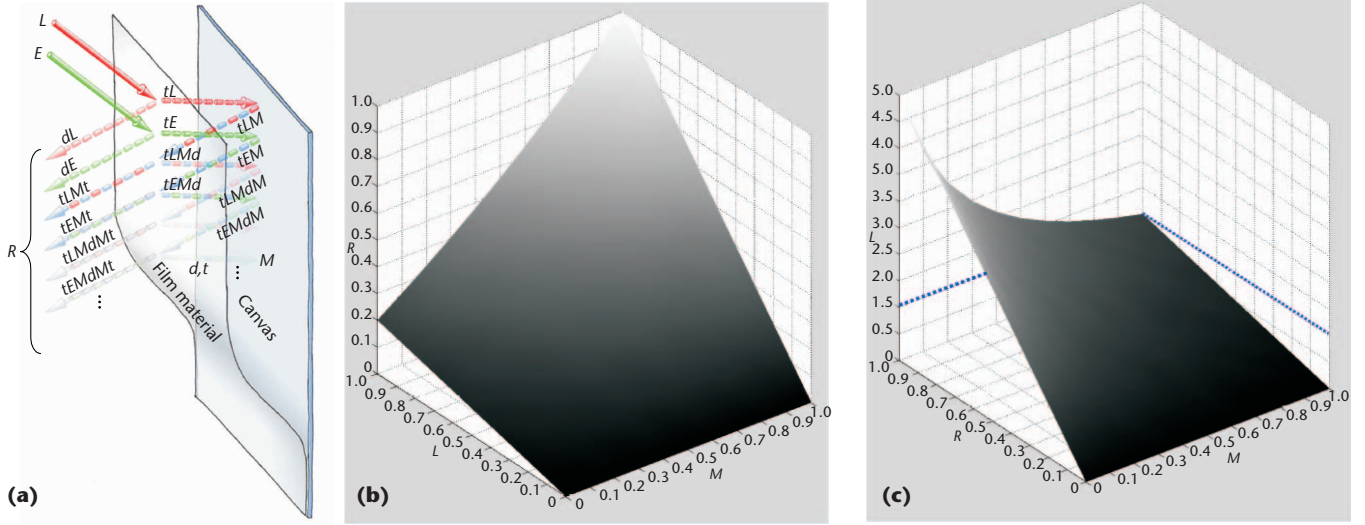 L
E
tL
tE
tLM
dL
dE
tLMd
tEM
tLMt
tEMd
tLMdM
tEMt
tEMdM
R
tLMdMt
d,t
M
tEMdMt
Film material
Canvas
(a)
1.0
0.9
0.8
0.7
0.6
0.5
R
0.4
0.3
0.2
0.1
0
1.0
0.9
0.8
0.7
0.6
0.5
L
0.4
0.3
0.2
0.1
0
0
0.1
0.2
0.3
0.4
0.5
M
0.6
0.7
0.8
0.9
1.0
(b)
5.0
4.5
4.0
5.0
3.0
L
2.5
2.0
1.5
0.5
0
0.9
0.8
0.7
0.6
R
0.5
0.4
0.3
0.2
0.1
0
0
0.1
0.2
0.3
0.4
0.5
M
0.6
0.7
0.8
0.9
1.0
(c)